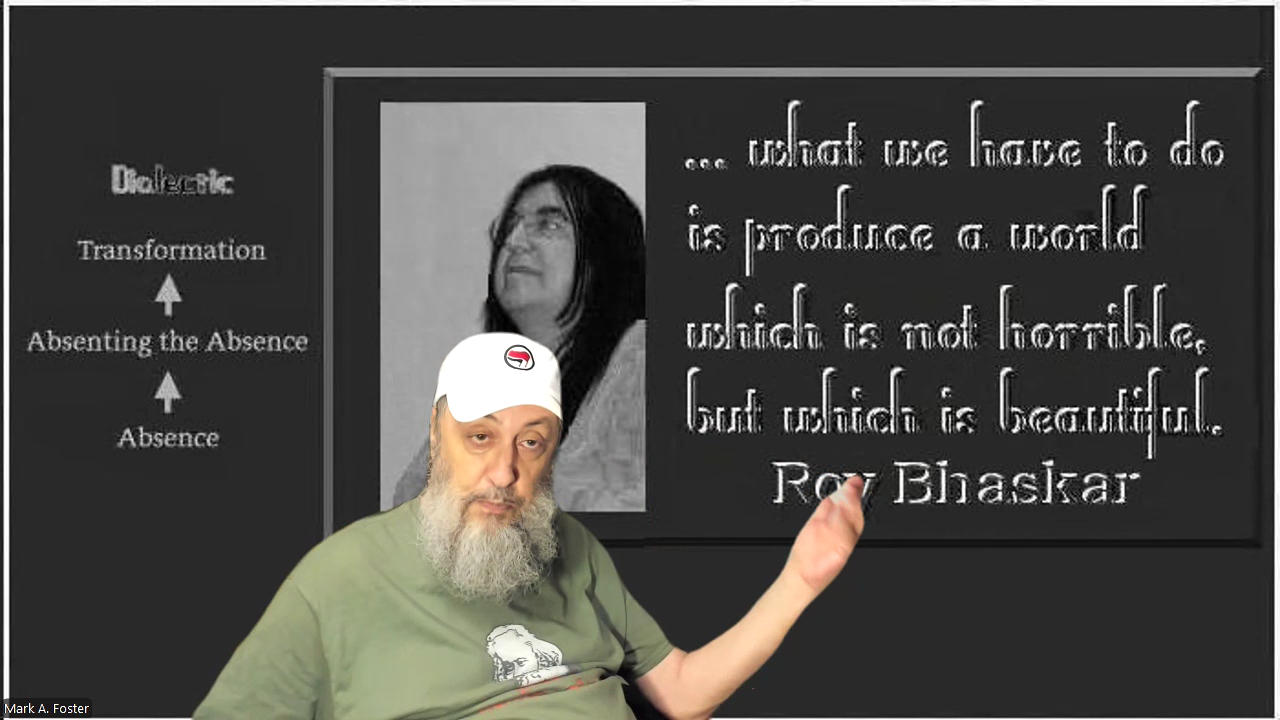 Dialectic
Transformation
Absenting the Absence
Absence
... what we have to do
is produce a world
which is not horrible,
but which is beautiful.
Roy Bhaskar
Mark A. Foster